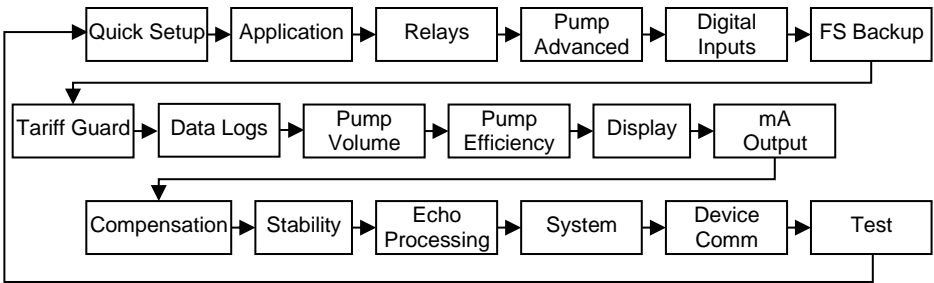 Quick Setup
Application
Relays
Pump
Advanced
Digital
Inputs
FS Backup
Tariff Guard
Data Logs
Pump
Volume
Pump
Efficiency
Display
mA
Output
Compensation
Stability
Echo
Processing
System
Device
Comm
Test